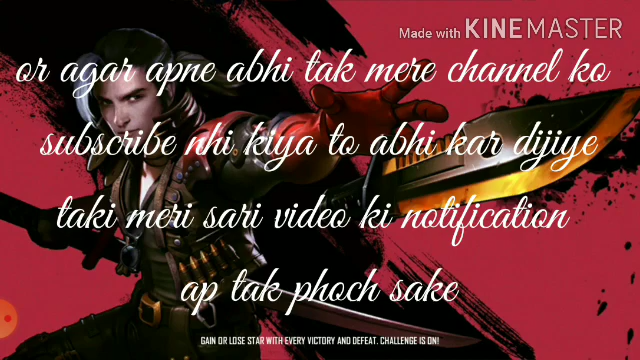 Made with KINEMASTER
or agar apne abhi tak mere channel ko
subscribe nhi kiya to abhi kar dijiye
taki meri sari video ki notification
ap tak phoch sake
GAIN OR LOSE STAR WITH EVERY VICTORY AND DEFEAT. CHALLENGE IS ON!